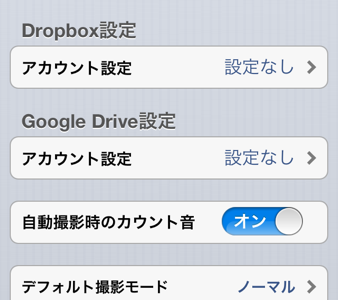 Dropbox設定
アカウント設定 設定なし
Google Drive設定
アカウント設定 設定なし
自動撮影時のカウント音 オン
デフォルト撮影モード ノーマル